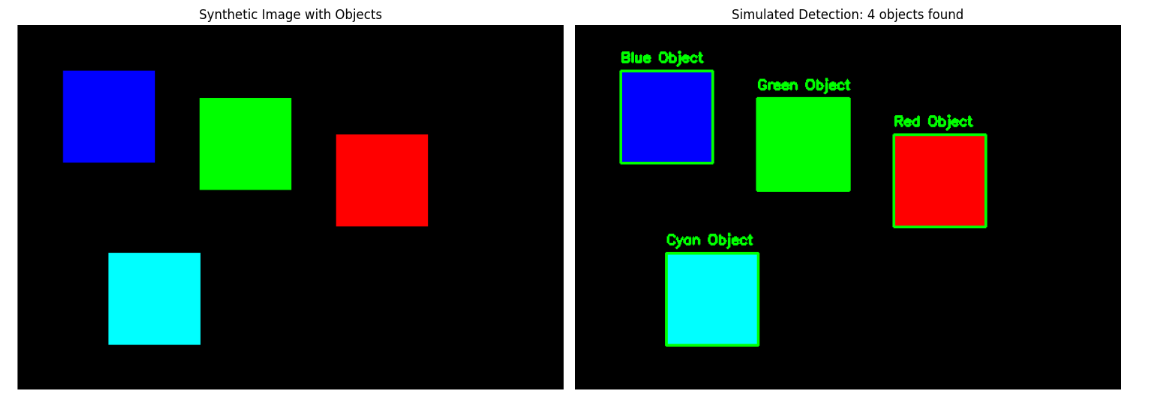 Synthetic Image with Objects
Simulated Detection: 4 objects found
Blue Object
Green Object
Red Object
Cyan Object